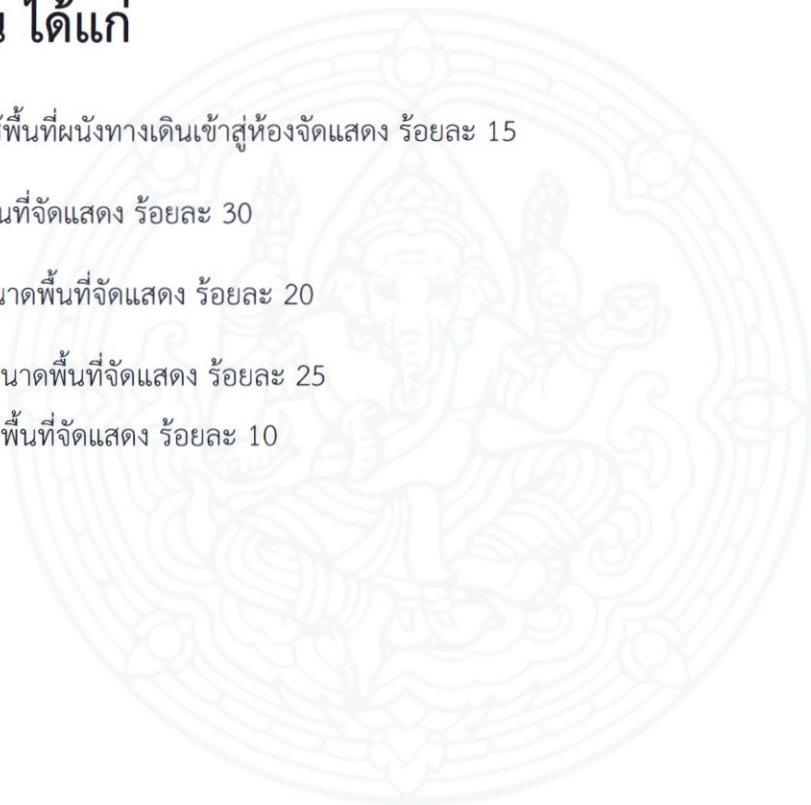 ได้แก่
พื้นที่ผนังทางเดินเข้าสู่ห้องจัดแสดง ร้อยละ 15
ที่จัดแสดง ร้อยละ 30
พื้นที่จัดแสดง ร้อยละ 20
ขนาดพื้นที่จัดแสดง ร้อยละ 25
พื้นที่จัดแสดง ร้อยละ 10